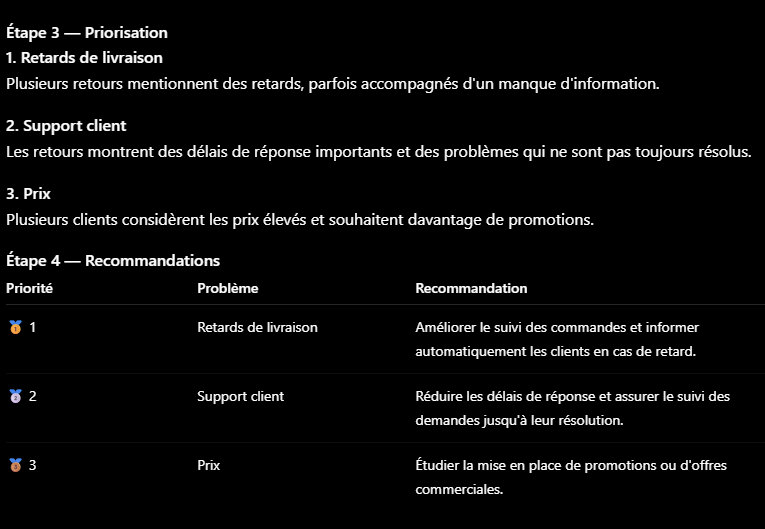 Étape 3 — Priorisation
1. Retards de livraison
Plusieurs retours mentionnent des retards, parfois accompagnés d'un manque d'information.
2. Support client
Les retours montrent des délais de réponse importants et des problèmes qui ne sont pas toujours résolus.
3. Prix
Plusieurs clients considèrent les prix élevés et souhaitent davantage de promotions.
Étape 4 — Recommandations
Priorité Problème Recommandation
🥇 1 Retards de livraison Améliorer le suivi des commandes et informer
automatiquement les clients en cas de retard.
🥈 2 Support client Réduire les délais de réponse et assurer le suivi des
demandes jusqu'à leur résolution.
🥉 3 Prix Étudier la mise en place de promotions ou d'offres
commerciales.